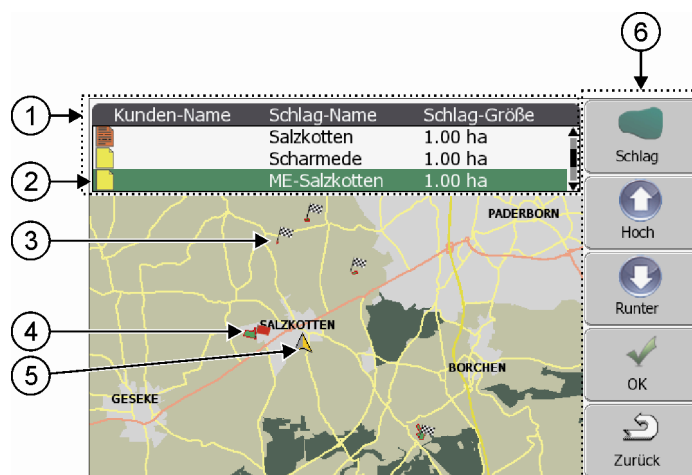 6
1
Kunden-Name Schlag-Name Schlag-Größe
Salzkotten 1.00 ha
Scharmede 1.00 ha
2
ME-Salzkotten 1.00 ha
Schlag
PADERBORN
3
Hoch
4
SALZKOTTEN
Runter
5
BORCHEN
OK
GESEKE
Zurück